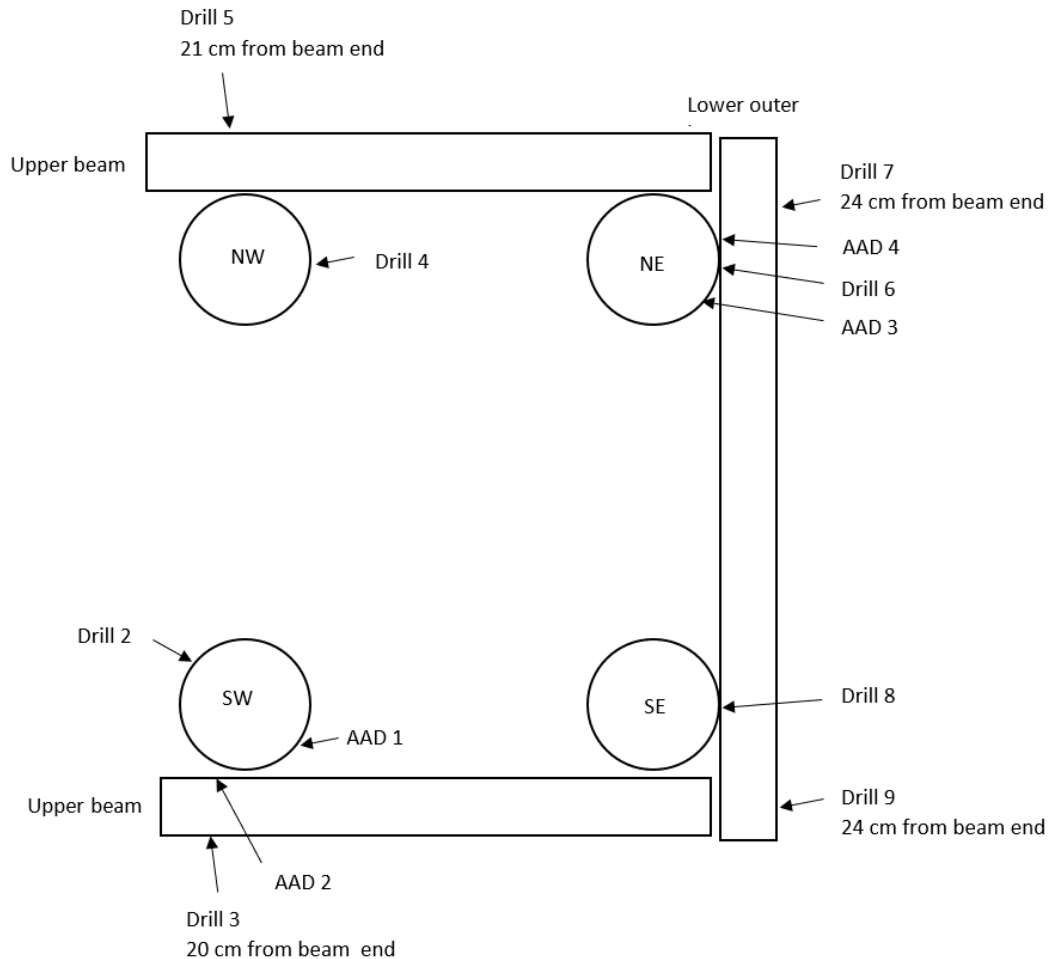 Drill 5
21 cm from beam end
Lower outer
Upper beam
Drill 7
24 cm from beam end
NW
Drill 4
NE
AAD 4
Drill 6
AAD 3
Drill 2
SW
SE
Drill 8
AAD 1
Upper beam
Drill 9
24 cm from beam end
AAD 2
Drill 3
20 cm from beam end